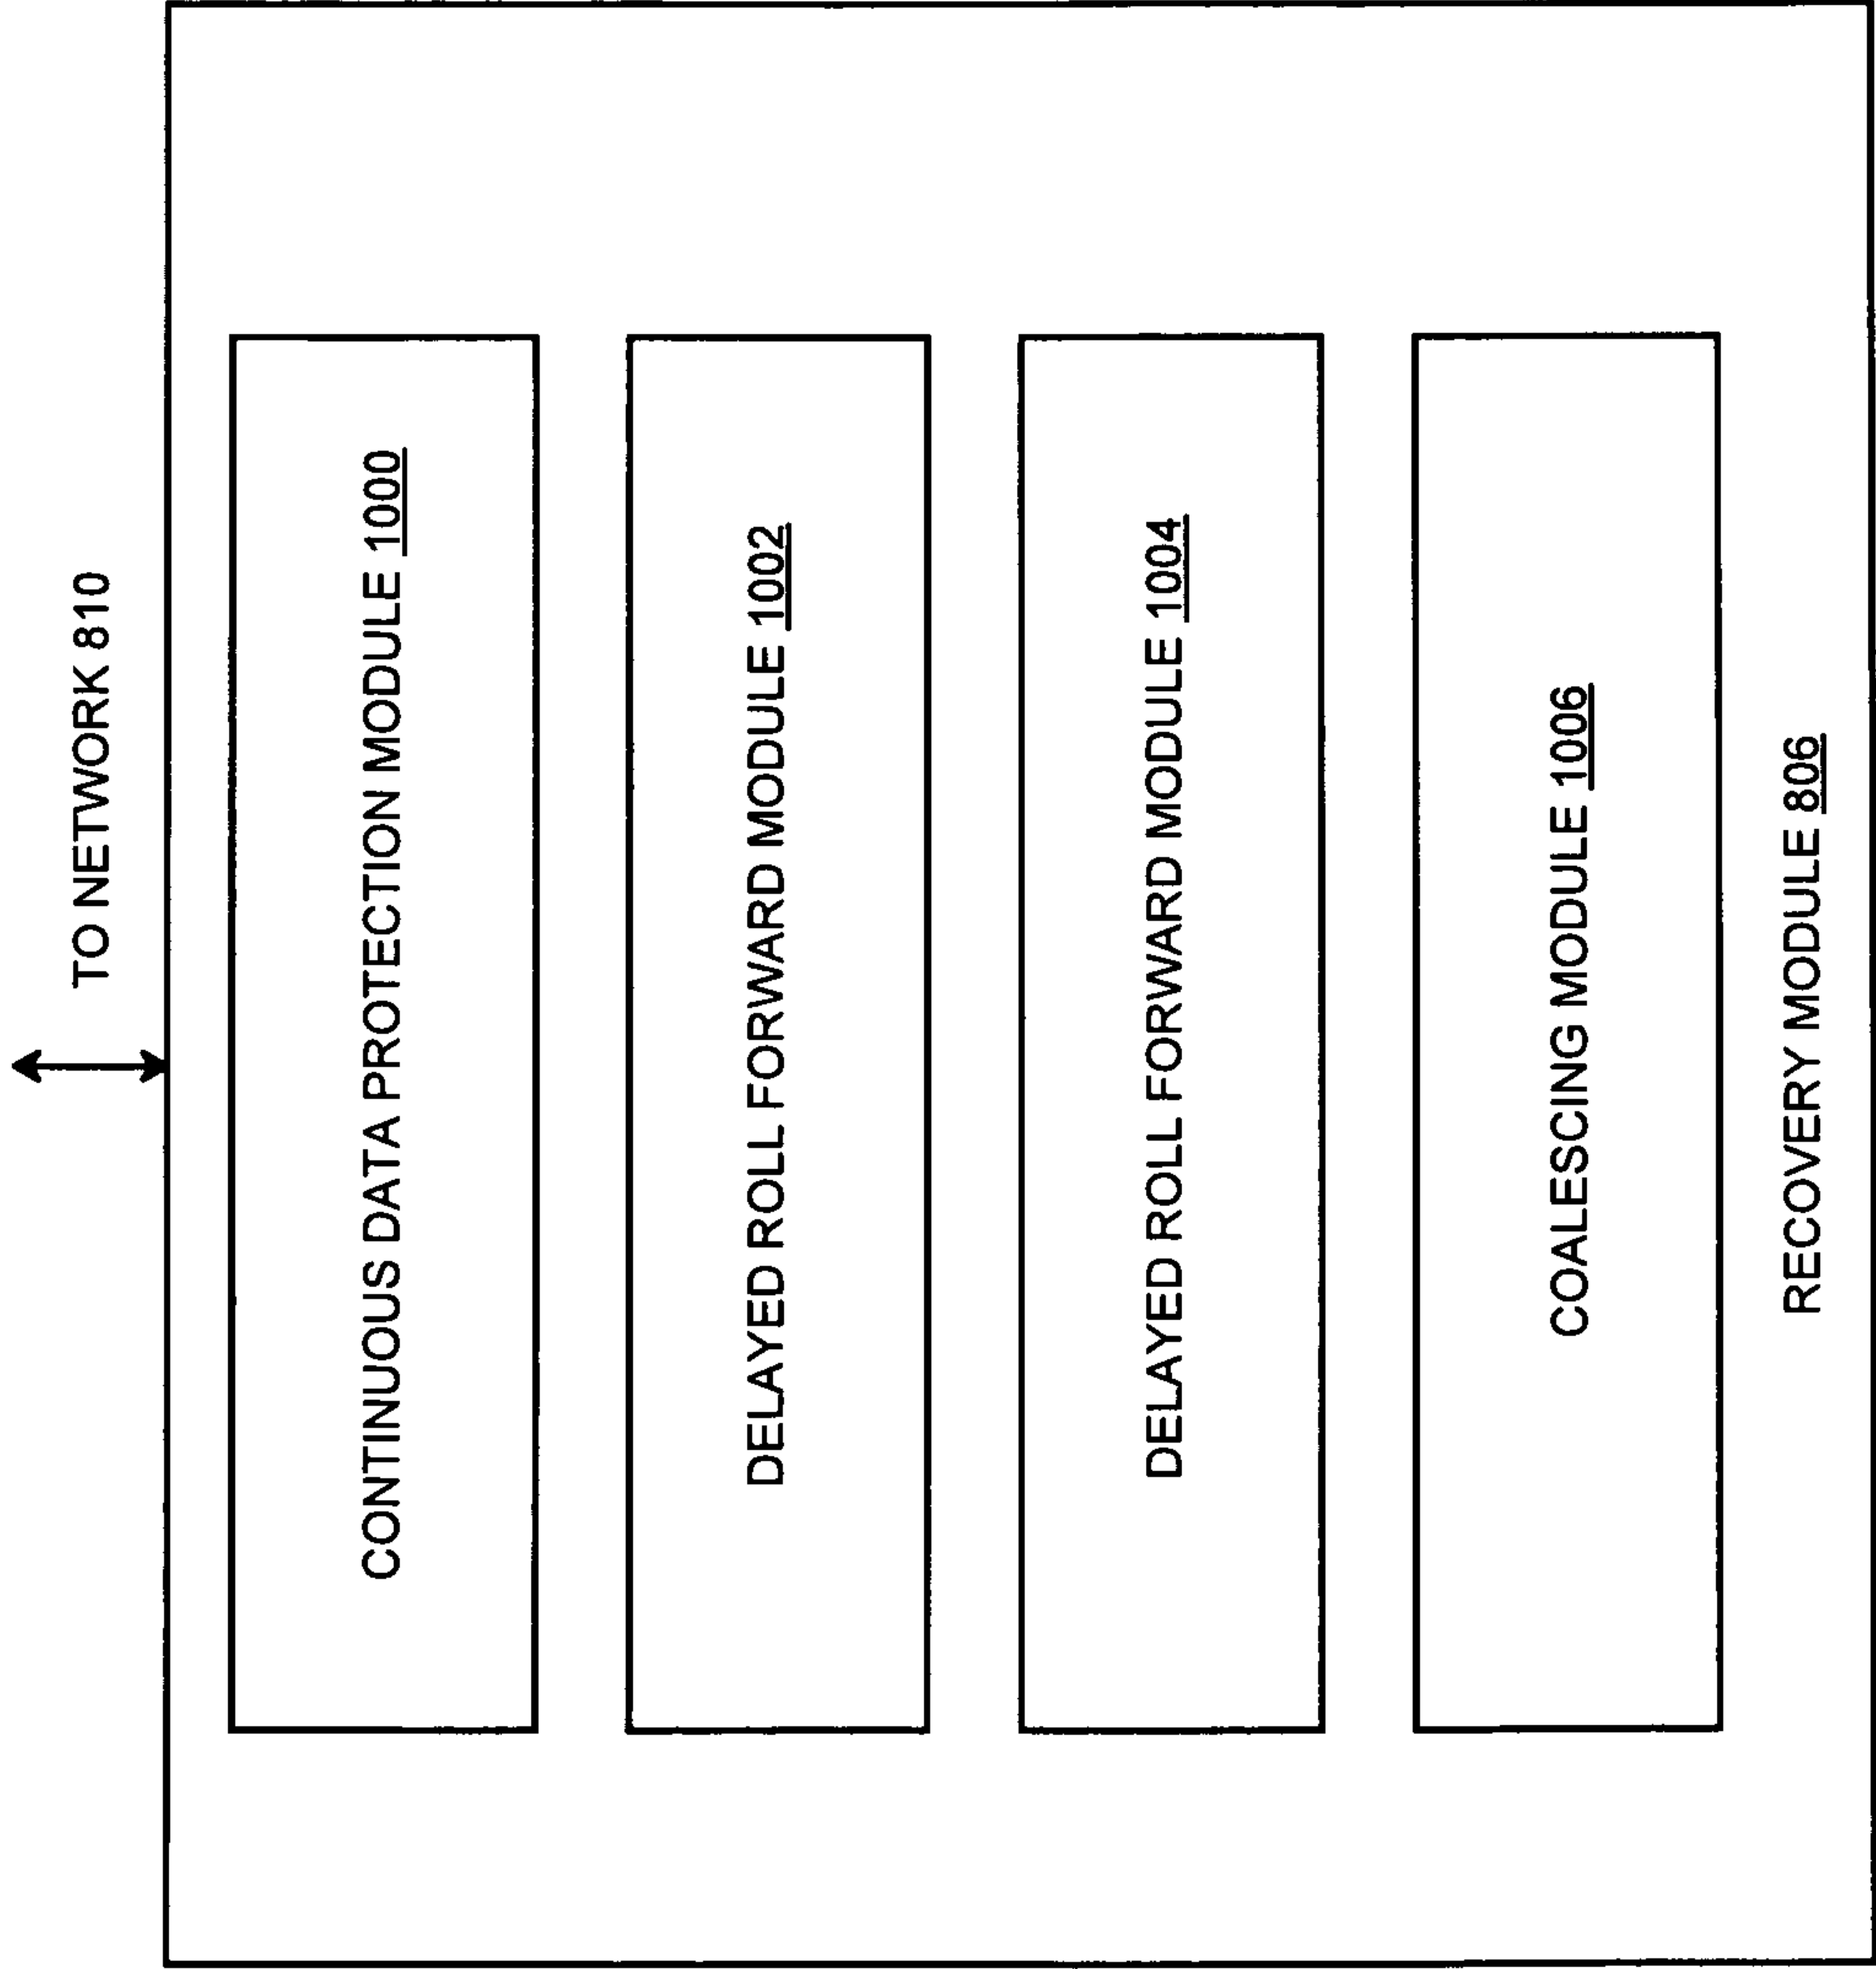 TO NETWORK 810
CONTINUOUS DATA PROTECTION MODULE 1000
DELAYED ROLL FORWARD MODULE 1002
DELAYED ROLL FORWARD MODULE 1004
COALESCING MODULE 1006
RECOVERY MODULE 806